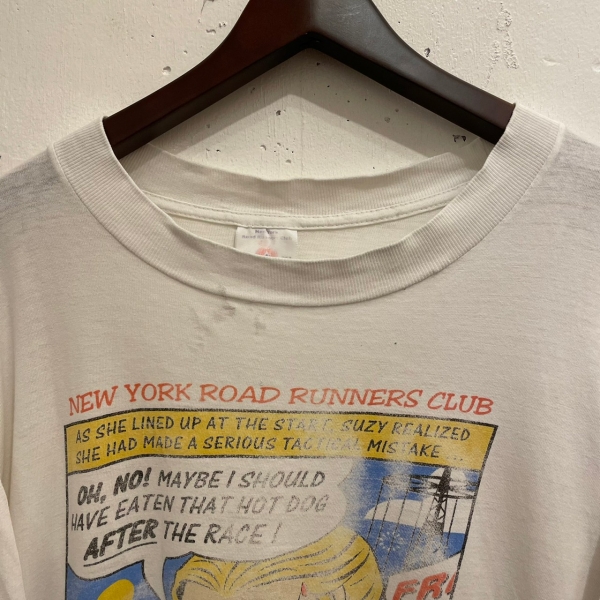 NEW YORK ROAD RUNNERS CLUB
AS SHE LINED UP AT THE START, SUZY REALIZED
SHE HAD MADE A SERIOUS TACTICAL MISTAKE...
OH, NO! MAYBE I SHOULD
HAVE EATEN THAT HOT DOG
AFTER THE RACE!
FRI